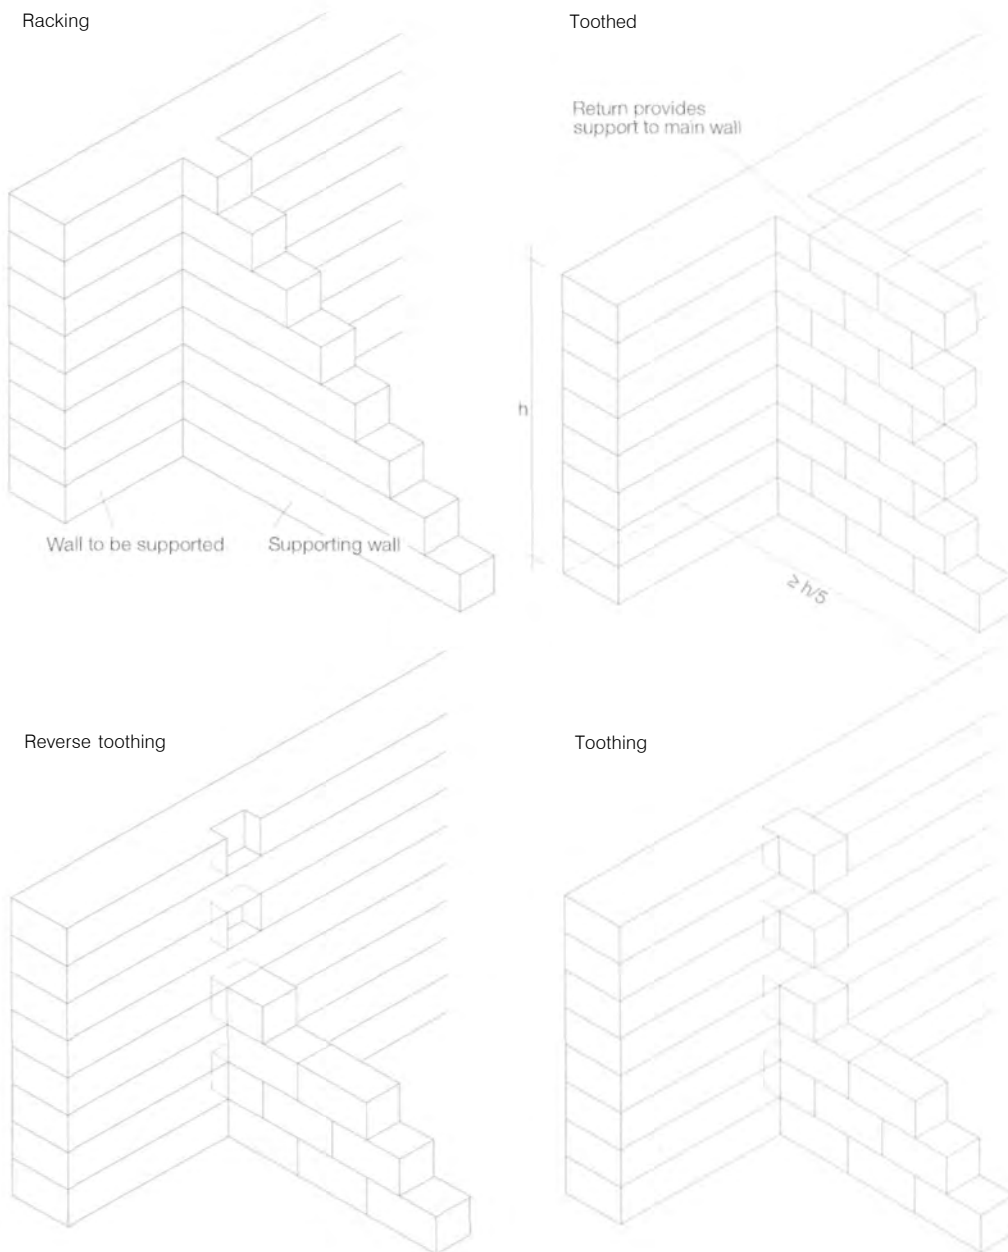 Racking
Toothed
Return provides
support to main wall
h
Wall to be supported
Supporting wall
≥ h/5
Reverse toothing
Toothing